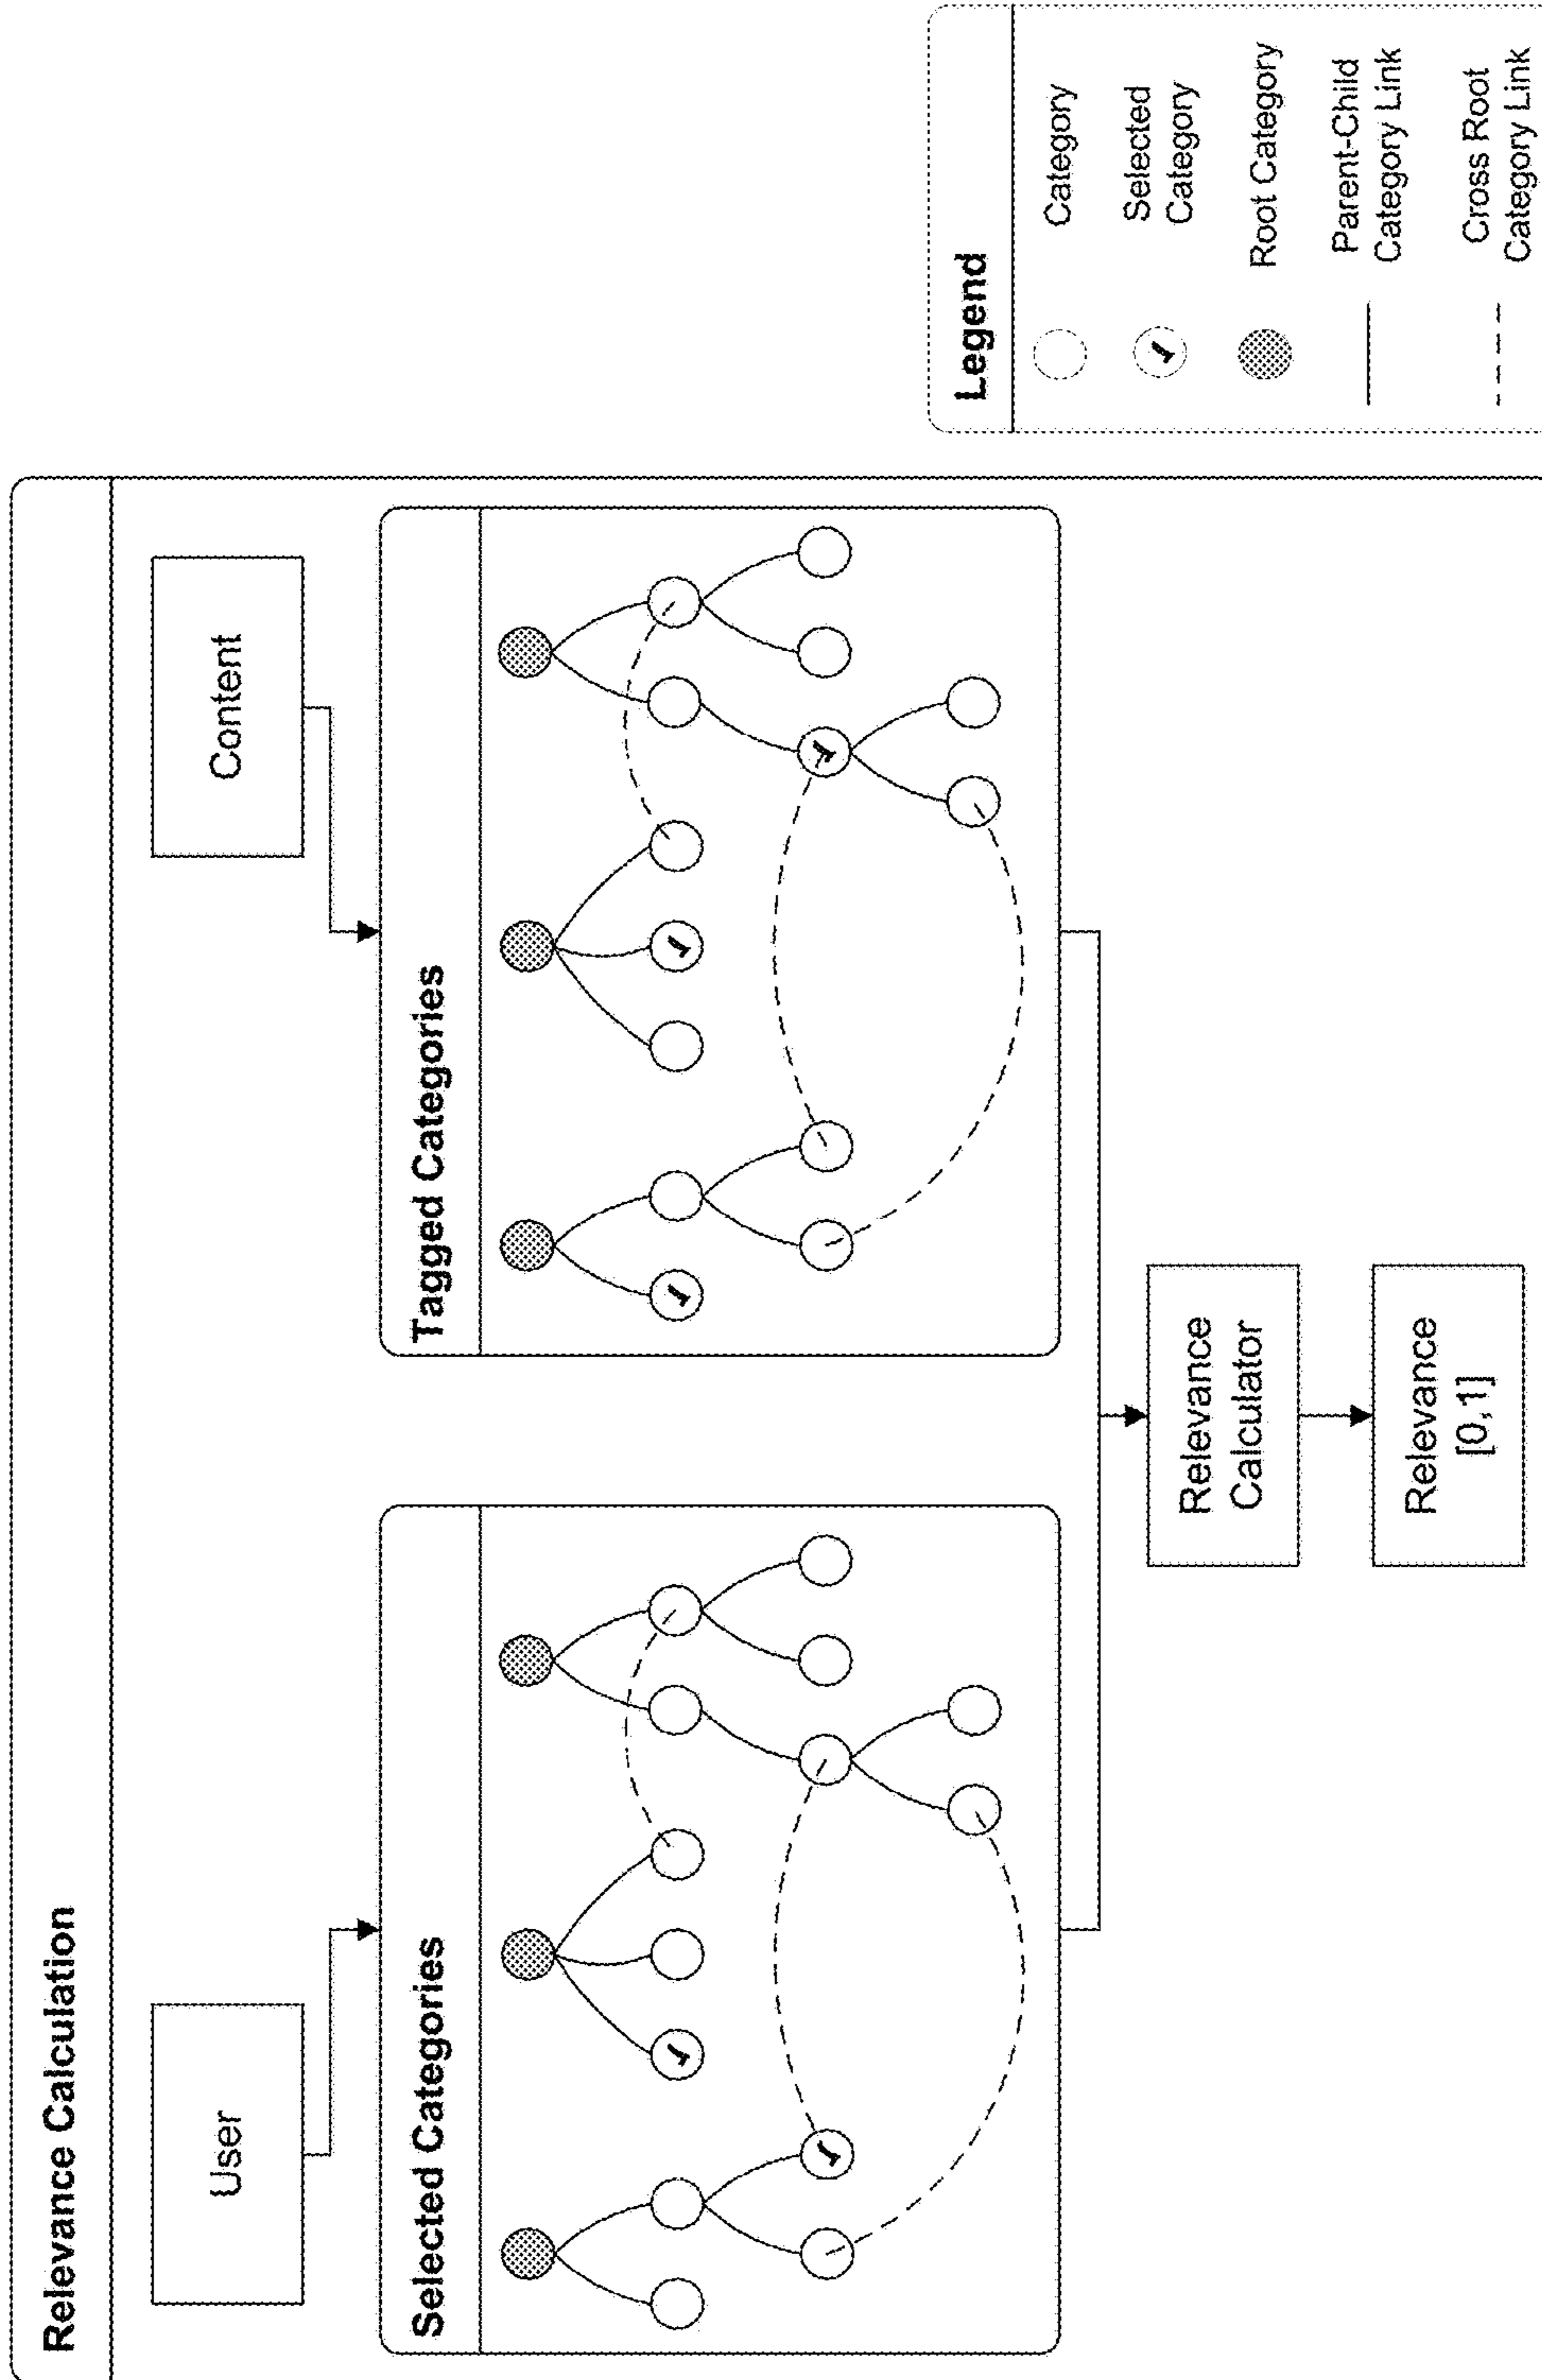 Relevance Calculation
User
Content
Selected Categories
Tagged Categories
Relevance
Calculator
Relevance
[0,1]
Legend
Category
Selected
Category
Root Category
Parent-Child
Category Link
Cross Root
Category Link